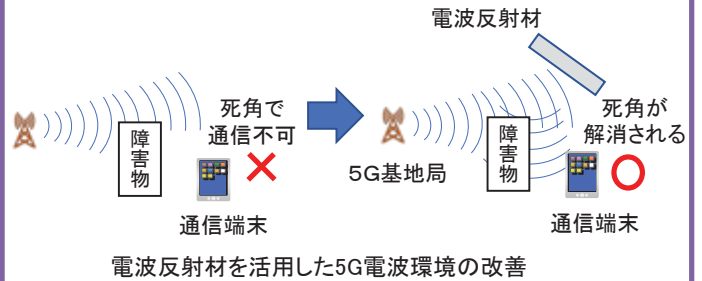 電波反射材
死角で
通信不可
障害物
通信端末
5G基地局
障害物
死角が
解消される
通信端末
電波反射材を活用した5G電波環境の改善